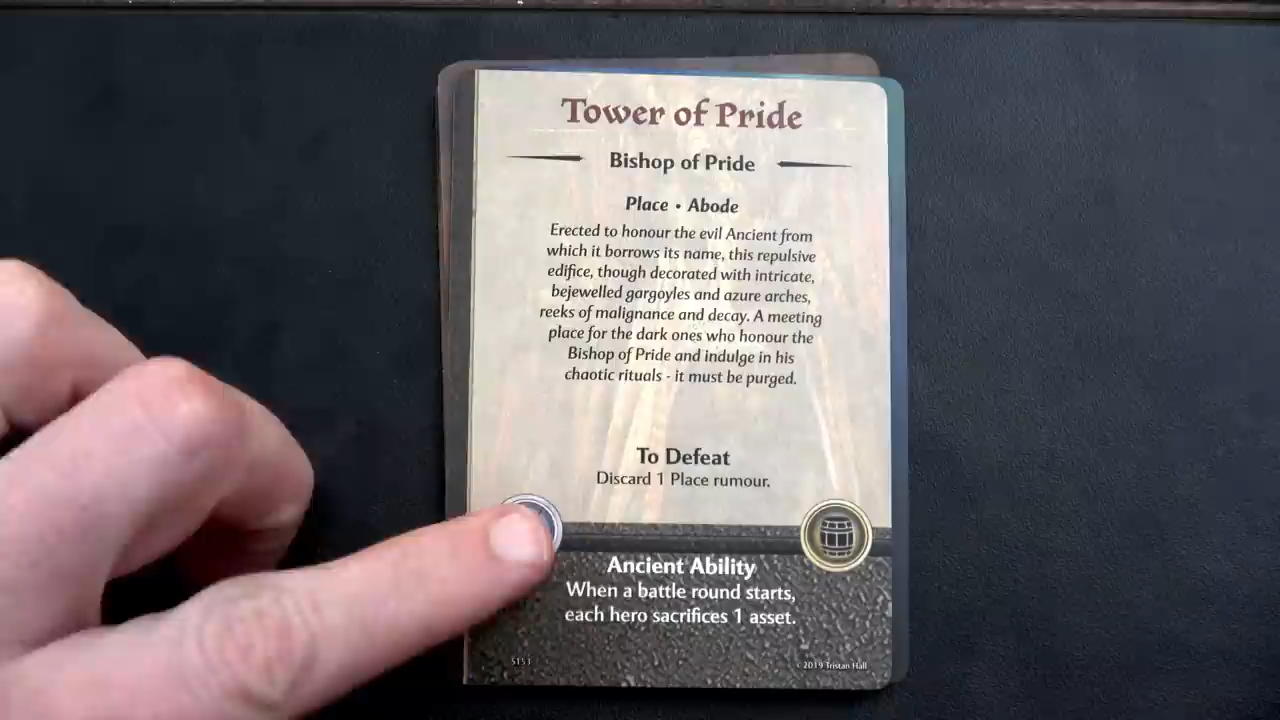 Tower of Pride
Bishop of Pride
Place • Abode
Erected to honour the evil Ancient from
which it borrows its name, this repulsive
edifice, though decorated with intricate,
bejewelled gargoyles and azure arches,
reeks of malignance and decay. A meeting
place for the dark ones who honour the
Bishop of Pride and indulge in his
chaotic rituals - it must be purged.
To Defeat
Discard 1 Place rumour.
Ancient Ability
When a battle round starts,
each hero sacrifices 1 asset.
S153
© 2019 Tristan Hall